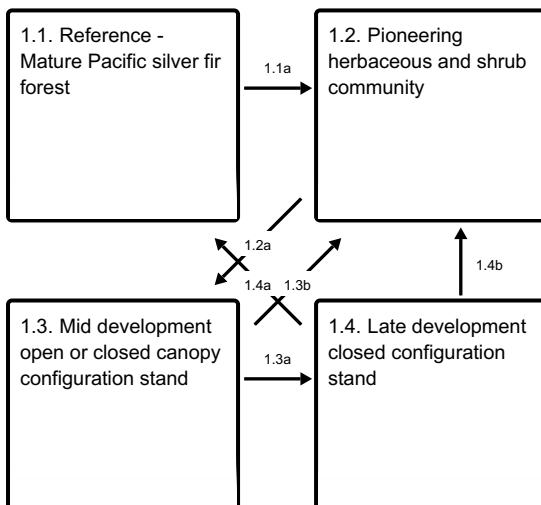 1.1. Reference -
Mature Pacific silver fir
forest
1.1a
1.2. Pioneering
herbaceous and shrub
community
1.2a
1.4a
1.3b
1.4b
1.3. Mid development
open or closed canopy
configuration stand
1.3a
1.4. Late development
closed configuration
stand